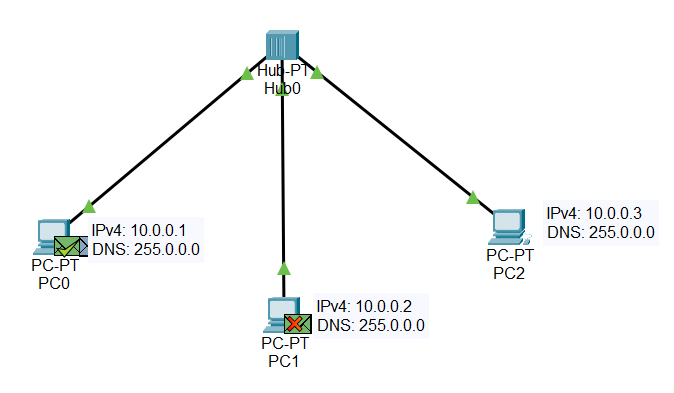 Hub-PT
Hub0
IPv4: 10.0.0.1
DNS: 255.0.0.0
PC-PT
PC0
IPv4: 10.0.0.2
DNS: 255.0.0.0
PC-PT
PC1
IPv4: 10.0.0.3
DNS: 255.0.0.0
PC-PT
PC2